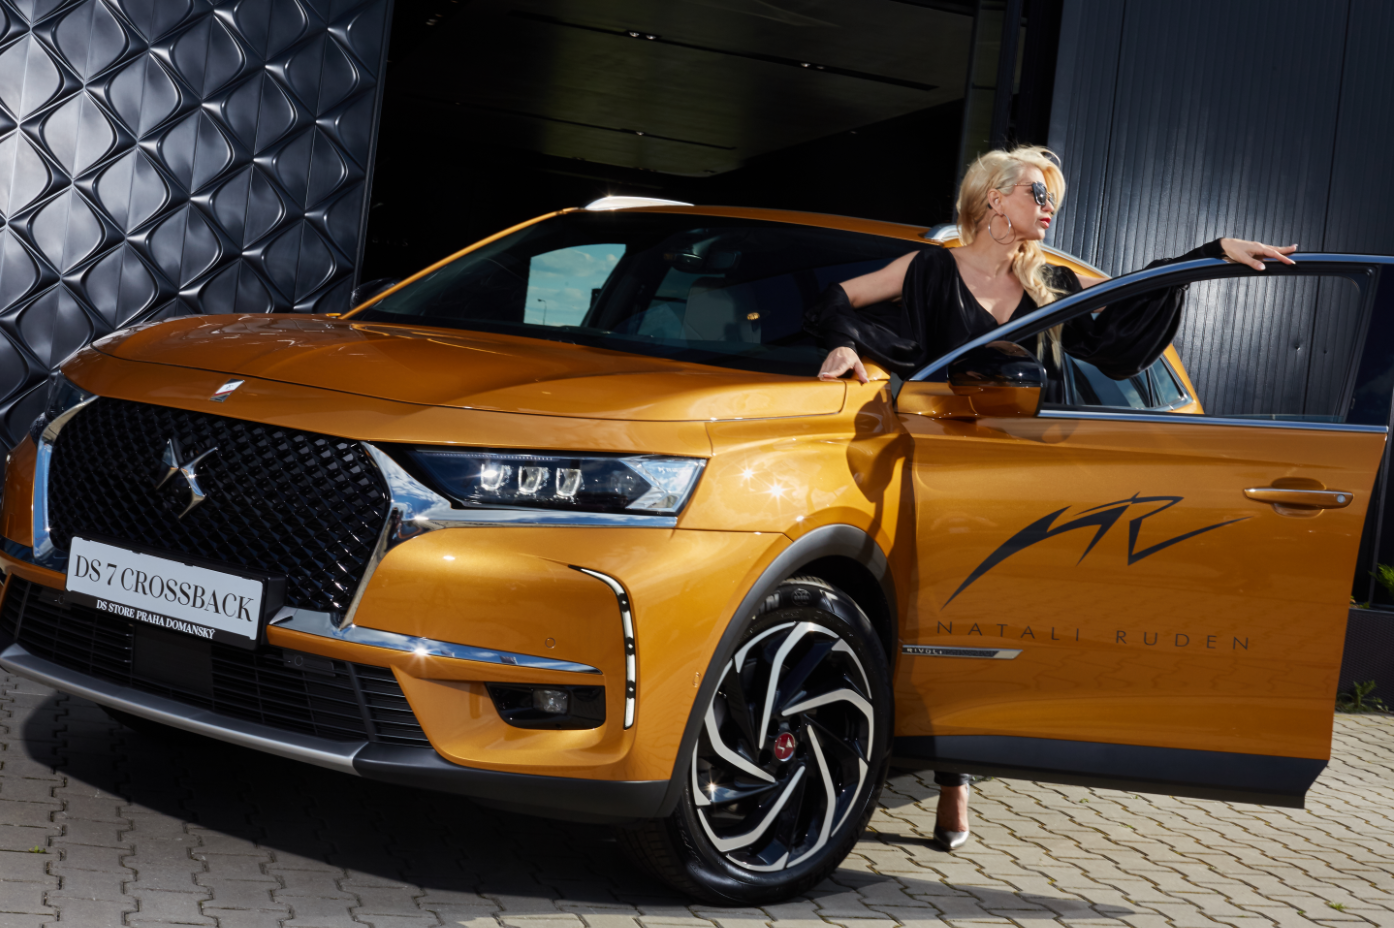 DS 7 CROSSBACK
DS STORE PRAHA DOMANSKÝ
NATALI RUDEN
RIVOLI